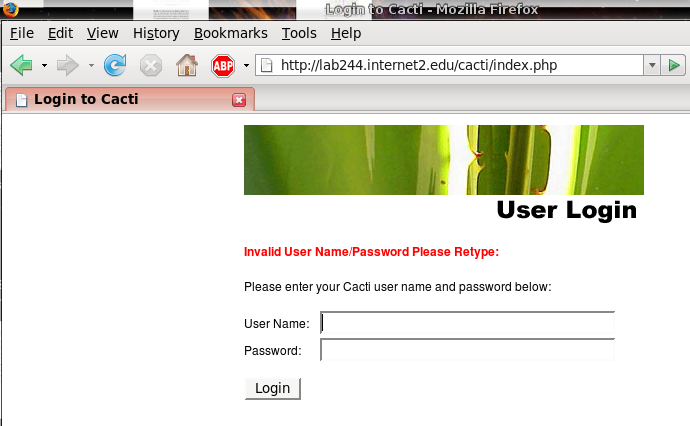 Login to Cacti - Mozilla Firefox
File Edit View History Bookmarks Tools Help
ABP http://lab244.internet2.edu/cacti/index.php
Login to Cacti
User Login
Invalid User Name/Password Please Retype:
Please enter your Cacti user name and password below:
User Name:
Password:
Login